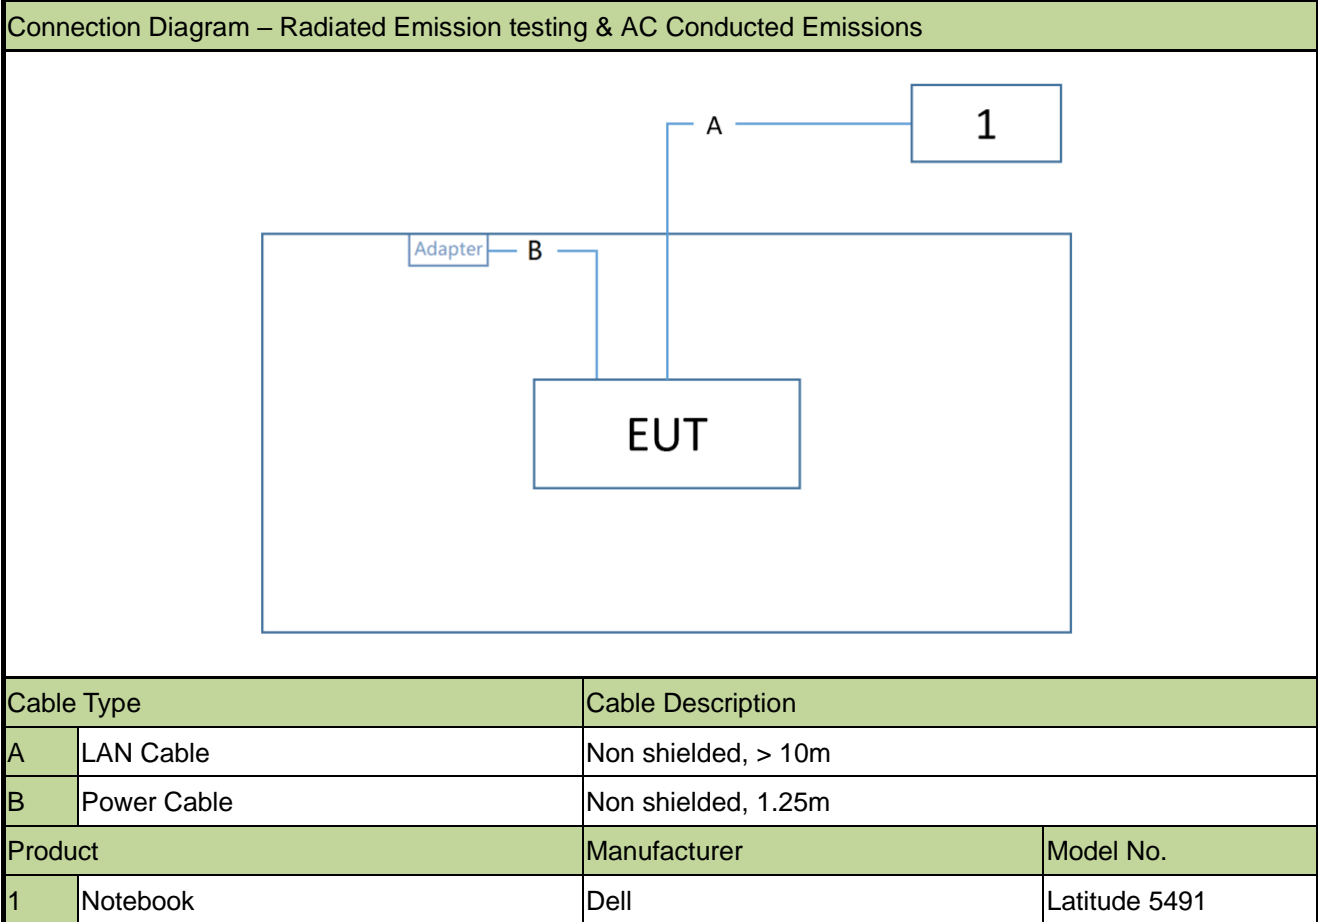 Connection Diagram – Radiated Emission testing & AC Conducted Emissions
A
1
Adapter
B
EUT
Cable Type Cable Description
A LAN Cable Non shielded, > 10m
B Power Cable Non shielded, 1.25m
Product Manufacturer Model No.
1 Notebook Dell Latitude 5491